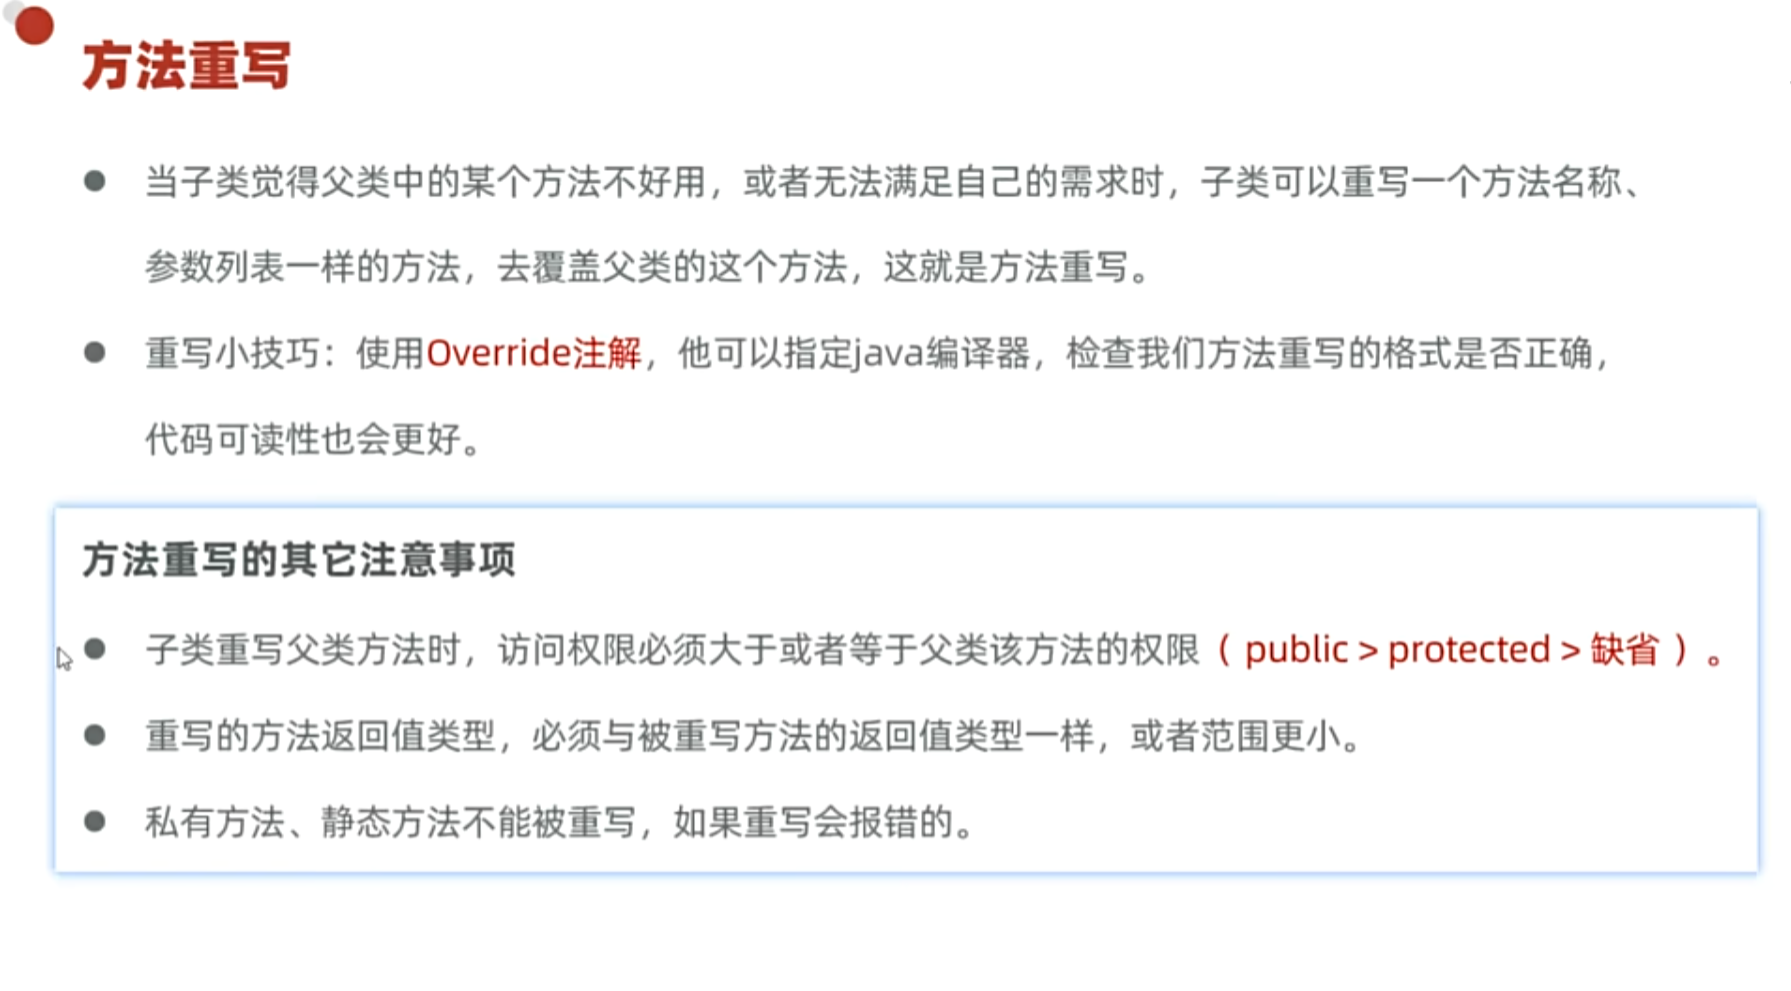 方法重写
当子类觉得父类中的某个方法不好用，或者无法满足自己的需求时，子类可以重写一个方法名称、
参数列表一样的方法，去覆盖父类的这个方法，这就是方法重写。
重写小技巧：使用Override注解，他可以指定java编译器，检查我们方法重写的格式是否正确，
代码可读性也会更好。
方法重写的其它注意事项
子类重写父类方法时，访问权限必须大于或者等于父类该方法的权限（ public > protected > 缺省 ）。
重写的方法返回值类型，必须与被重写方法的返回值类型一样，或者范围更小。
私有方法、静态方法不能被重写，如果重写会报错的。